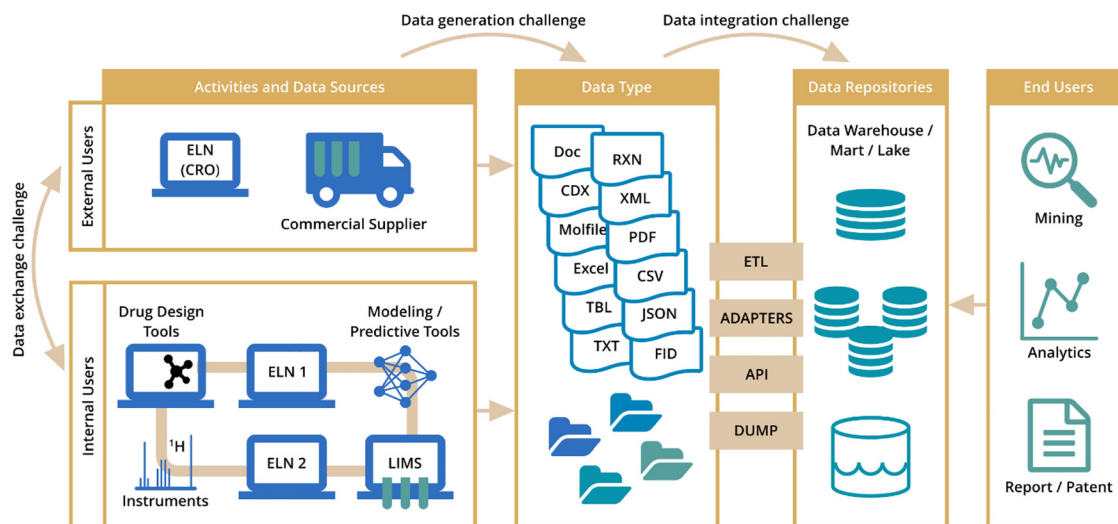 Data generation challenge
Data integration challenge
Data exchange challenge
Activities and Data Sources
External Users
ELN
(CRO)
Commercial Supplier
Internal Users
Drug Design
Tools
Modeling /
Predictive Tools
ELN 1
¹H
Instruments
ELN 2
LIMS
Data Type
Doc
RXN
CDX
XML
Molfile
PDF
Excel
CSV
TBL
JSON
TXT
FID
ETL
ADAPTERS
API
DUMP
Data Repositories
Data Warehouse /
Mart / Lake
End Users
Mining
Analytics
Report / Patent